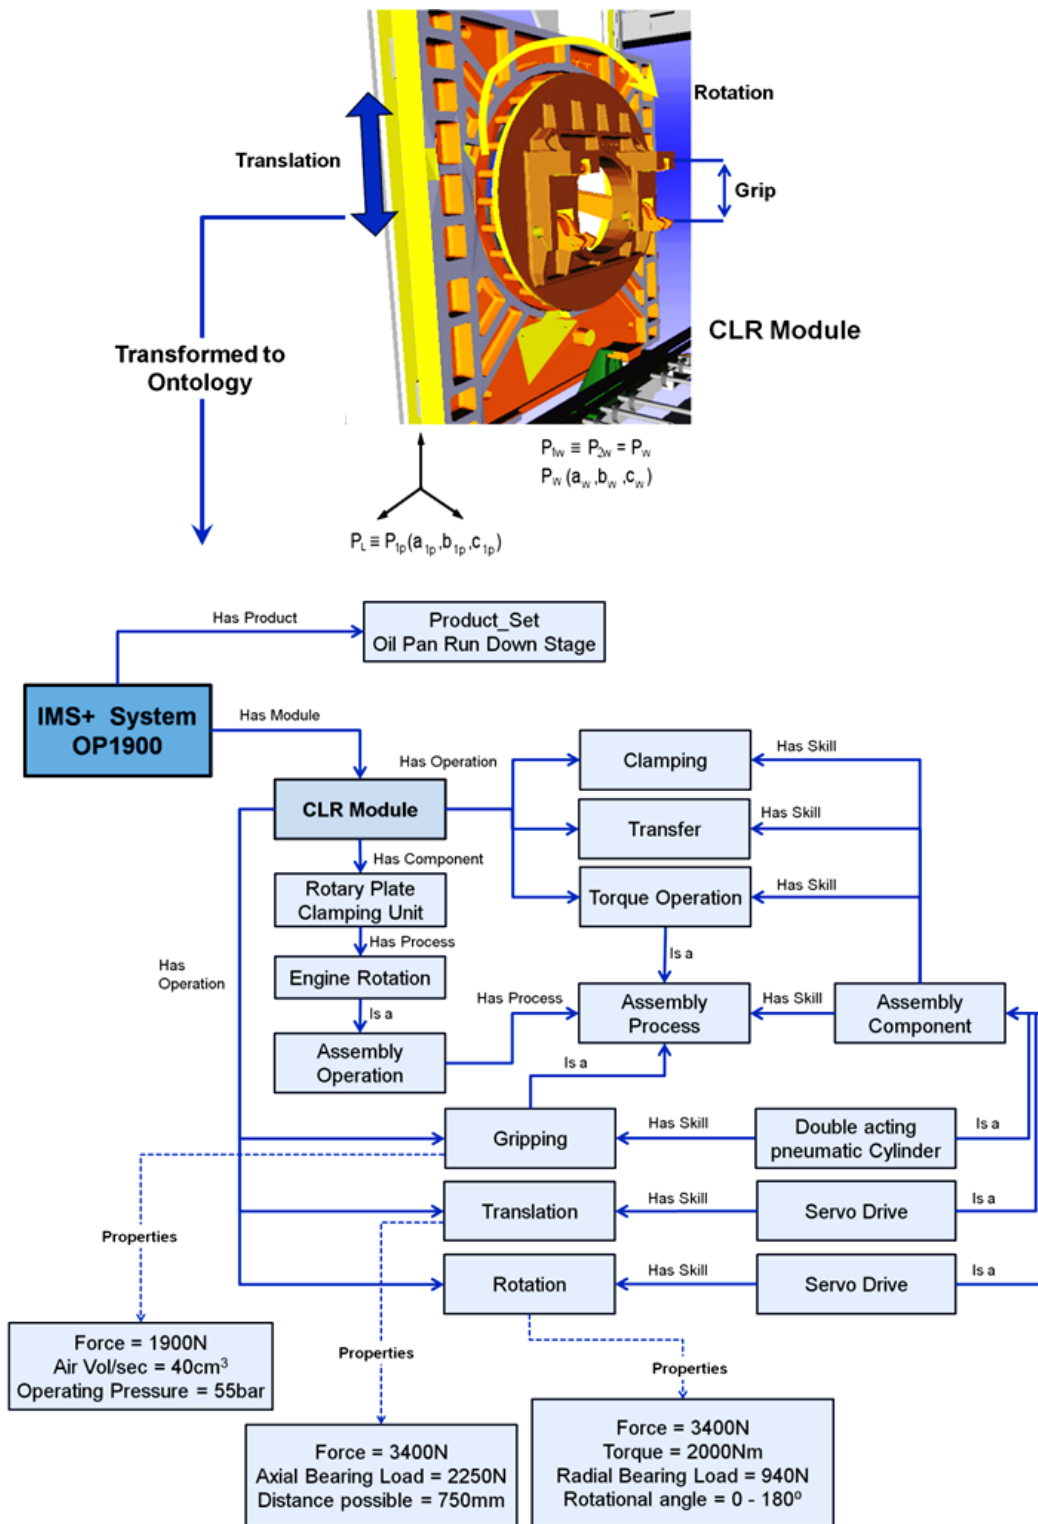 Rotation
Translation
Grip
CLR Module
Transformed to
Ontology
P1w ≡ P2w = Pw
Pw (aw ,bw ,cw)
PL ≡ P1p(a1p,b1p,c1p)
Has Product
Product_Set
Oil Pan Run Down Stage
IMS+ System
OP1900
Has Module
Has Operation
Clamping
Has Skill
CLR Module
Transfer
Has Skill
Has Component
Rotary Plate
Clamping Unit
Torque Operation
Has Skill
Has Process
Is a
Has
Operation
Engine Rotation
Has Process
Assembly
Process
Has Skill
Assembly
Component
Is a
Assembly
Operation
Is a
Gripping
Has Skill
Double acting
pneumatic Cylinder
Is a
Translation
Has Skill
Servo Drive
Is a
Properties
Rotation
Has Skill
Servo Drive
Is a
Force = 1900N
Air Vol/sec = 40cm³
Operating Pressure = 55bar
Properties
Properties
Force = 3400N
Axial Bearing Load = 2250N
Distance possible = 750mm
Force = 3400N
Torque = 2000Nm
Radial Bearing Load = 940N
Rotational angle = 0 - 180º